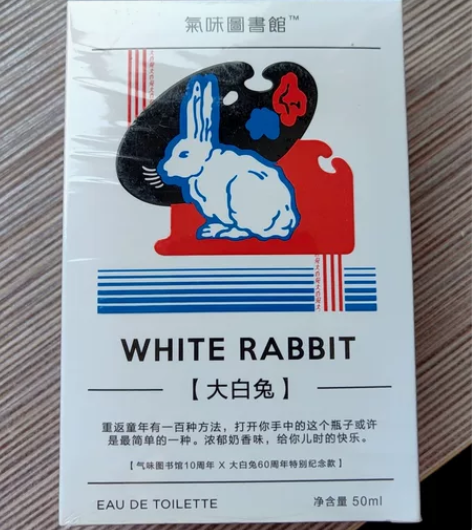 氣味圖書館™
WHITE RABBIT
【大白兔】
重返童年有一百种方法，打开你手中的这个瓶子或许
是最简单的一种。浓郁奶香味，给你儿时的快乐。
【气味图书馆10周年 X 大白兔60周年特别纪念款】
EAU DE TOILETTE
净含量 50ml